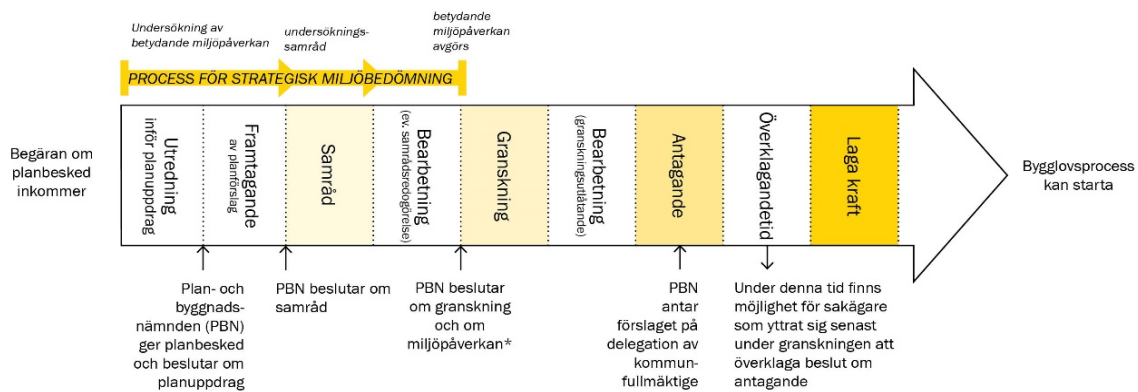 Undersökning av
betydande miljöpåverkan
undersöknings-
samråd
betydande
miljöpåverkan
avgörs
PROCESS FÖR STRATEGISK MILJÖBEDÖMNING
Begäran om
planbesked
inkommer
Utredning
inför planuppdrag
Framtagande
av planförslag
Samråd
Bearbetning
(ev. samrådsredogörelse)
Granskning
Bearbetning
(granskningsutlåtande)
Antagande
Överklagandetid
Laga kraft
Bygglovsprocess
kan starta
Plan- och
byggnads-
nämnden (PBN)
ger planbesked
och beslutar om
planuppdrag
PBN beslutar om
samråd
PBN beslutar
om granskning
och om
miljöpåverkan*
PBN
antar
förslaget på
delegation av
kommun-
fullmäktige
Under denna tid finns
möjlighet för sakägare
som yttrat sig senast
under granskningen att
överklaga beslut om
antagande